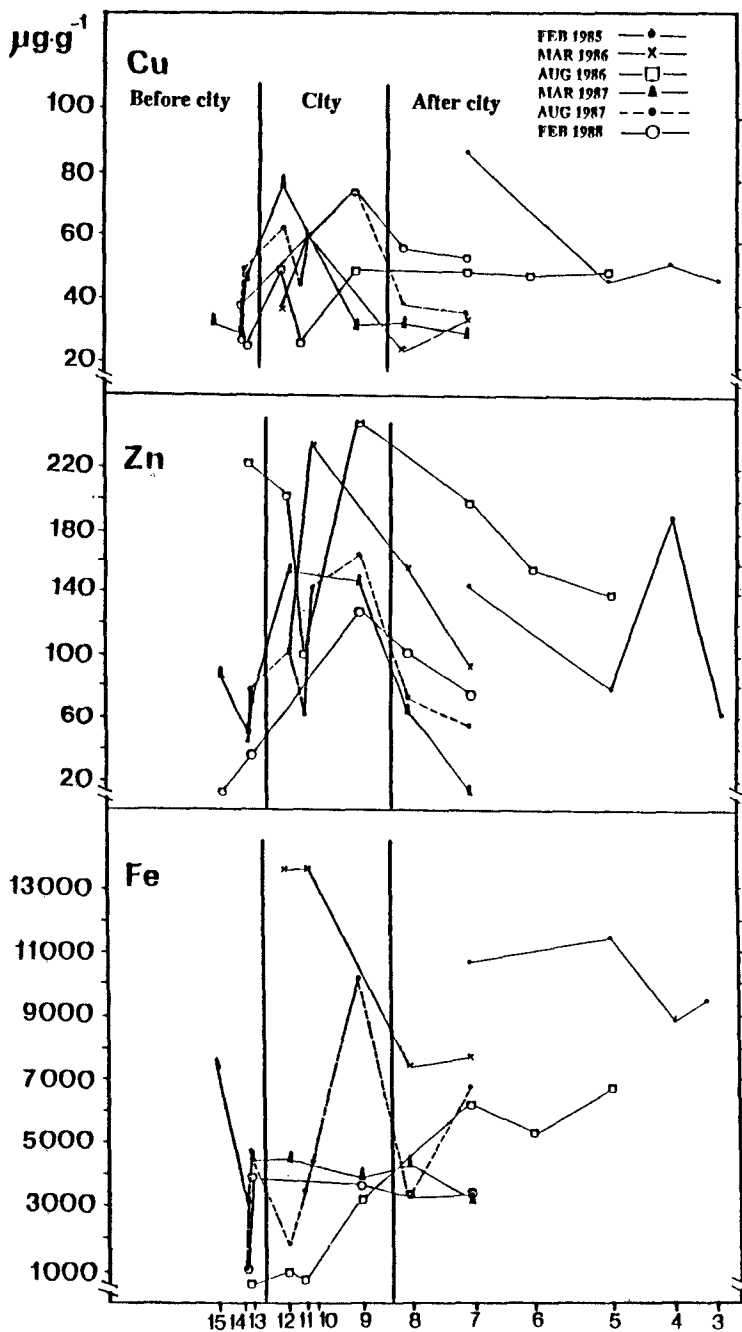 µg·g⁻¹
Cu
Before city
City
After city
FEB 1985
MAR 1986
AUG 1986
MAR 1987
AUG 1987
FEB 1988
100
80
60
40
20
Zn
220
180
140
100
60
20
Fe
13000
11000
9000
7000
5000
3000
1000
15 14 13 12 11 10 9 8 7 6 5 4 3